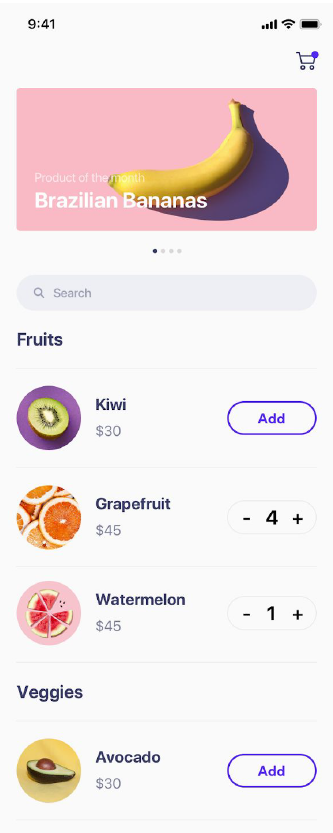 9:41
Product of the month
Brazilian Bananas
Search
Fruits
Kiwi
$30
Add
Grapefruit
$45
- 4 +
Watermelon
$45
- 1 +
Veggies
Avocado
$30
Add